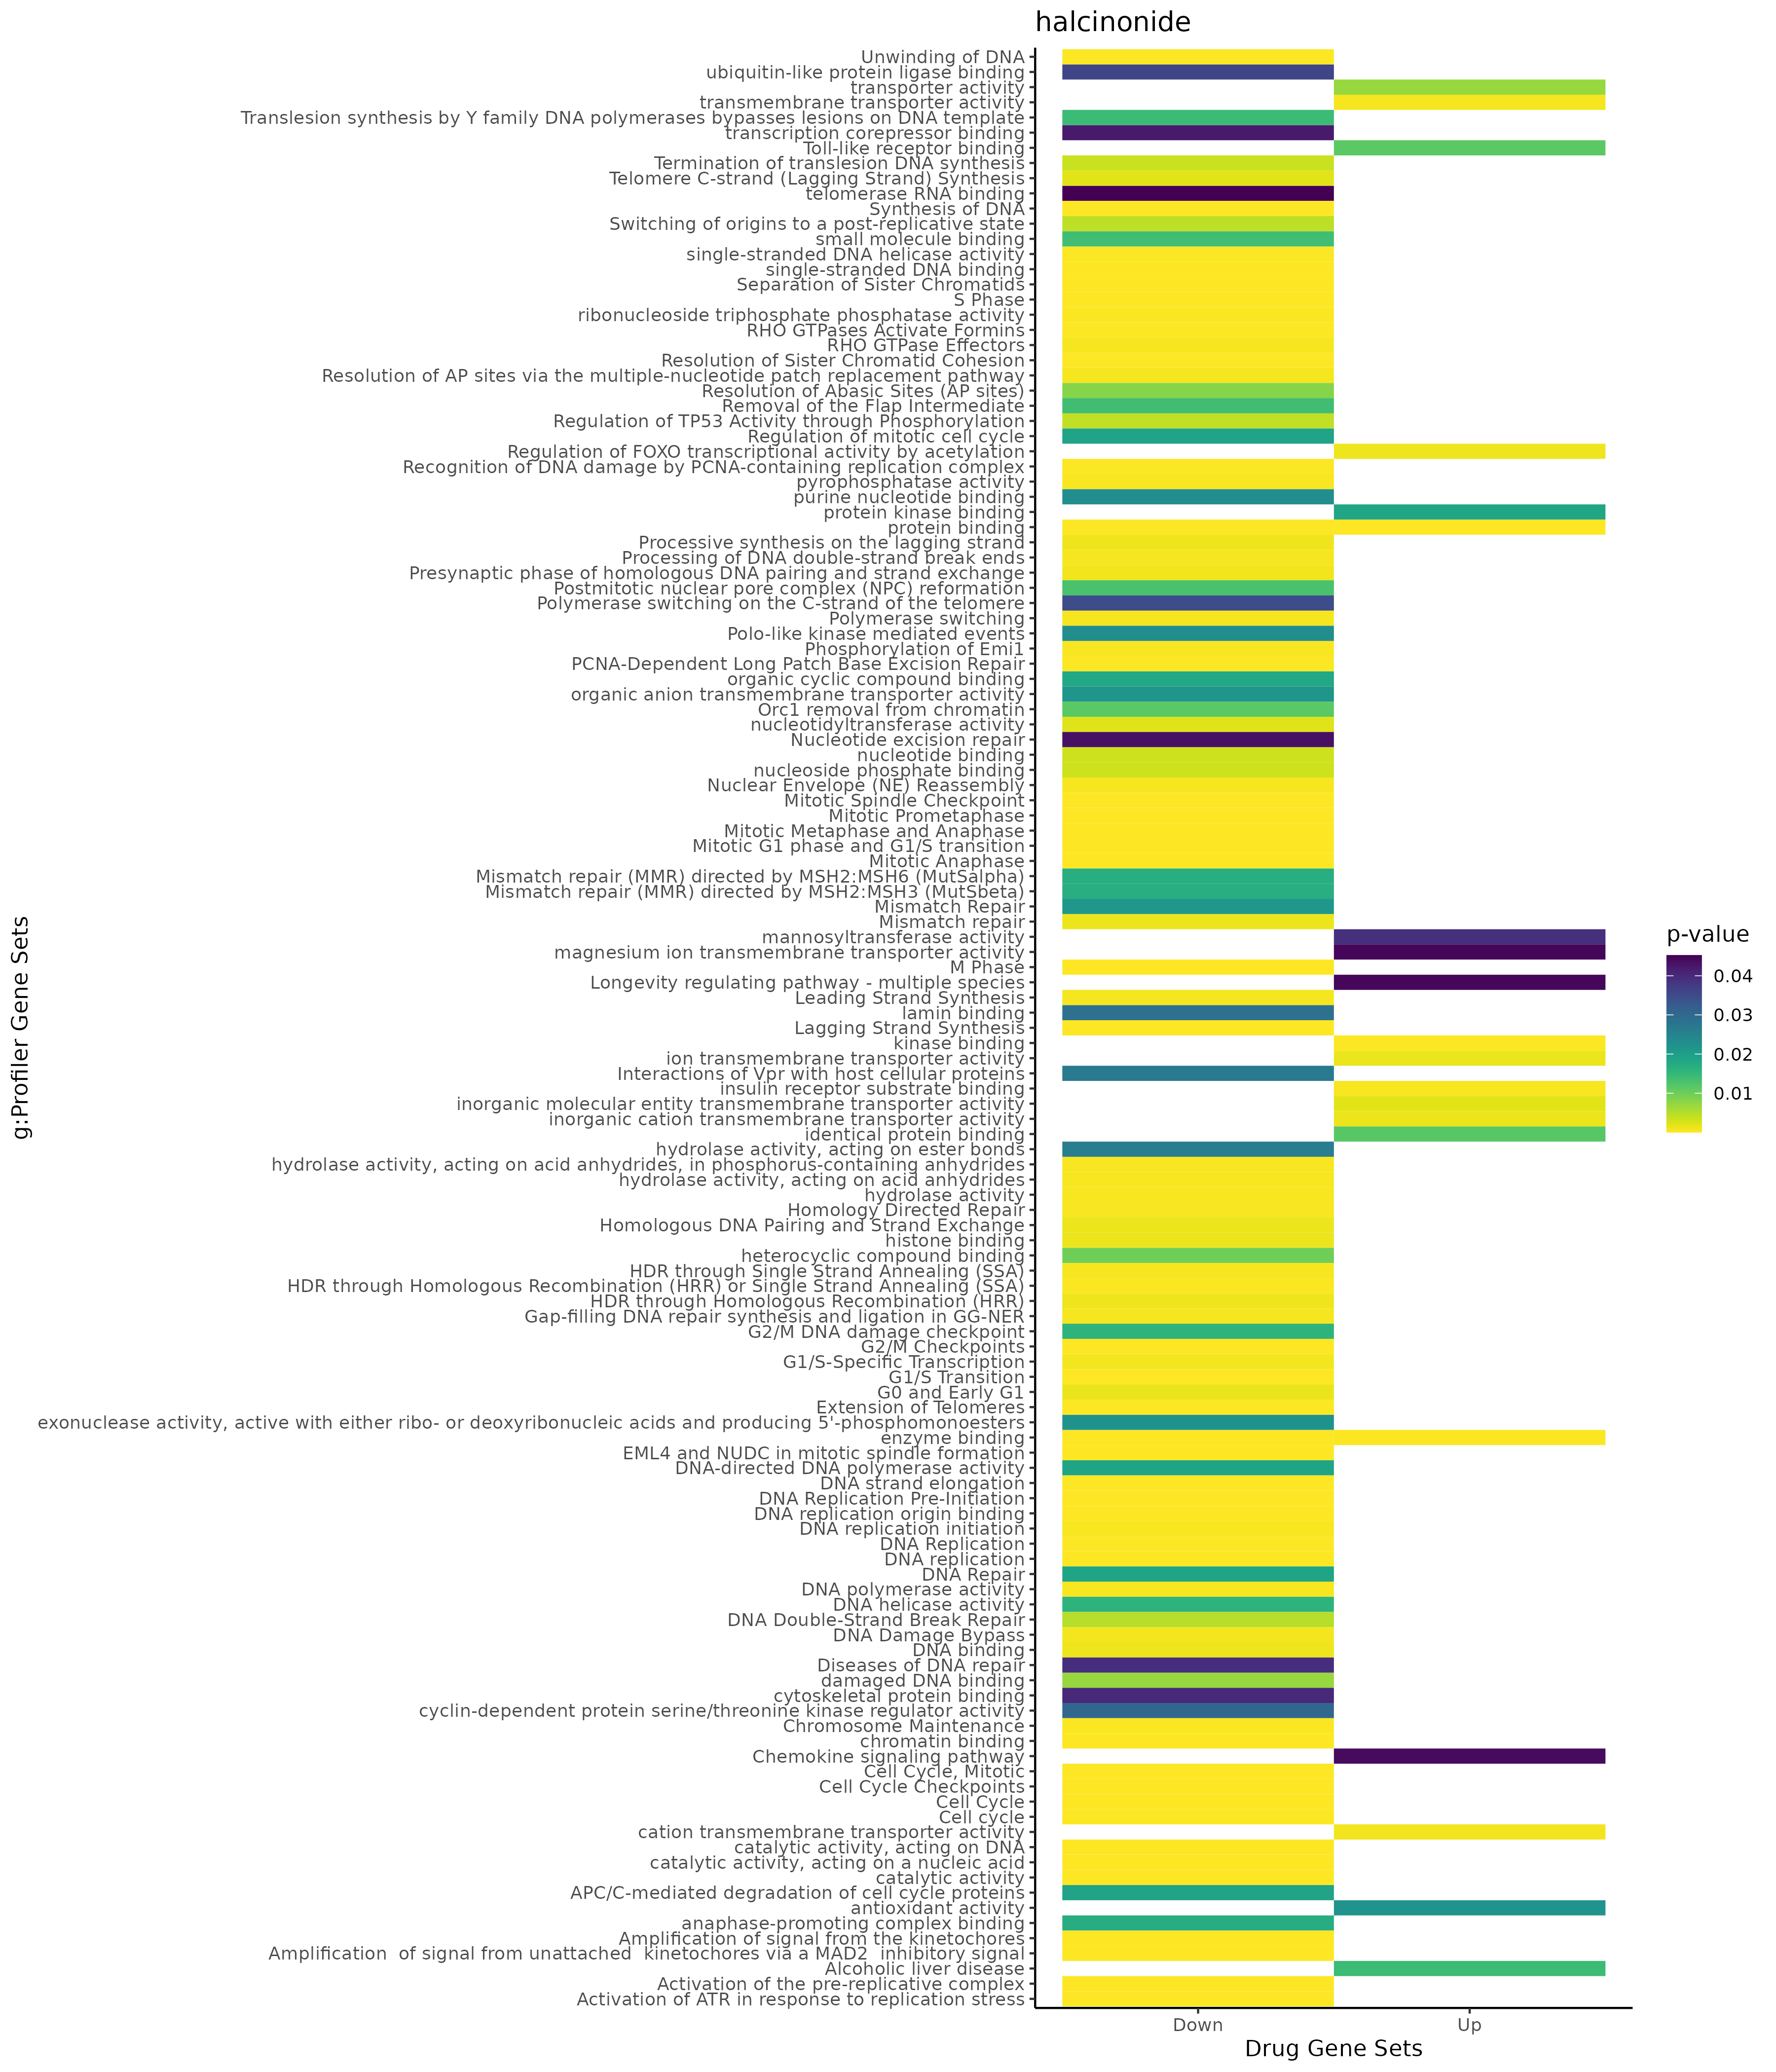 halcinonide
Unwinding of DNA
ubiquitin-like protein ligase binding
transporter activity
transmembrane transporter activity
Translesion synthesis by Y family DNA polymerases bypasses lesions on DNA template
transcription corepressor binding
Toll-like receptor binding
Termination of translesion DNA synthesis
Telomere C-strand (Lagging Strand) Synthesis
telomerase RNA binding
Synthesis of DNA
Switching of origins to a post-replicative state
small molecule binding
single-stranded DNA helicase activity
single-stranded DNA binding
Separation of Sister Chromatids
S Phase
ribonucleoside triphosphate phosphatase activity
RHO GTPases Activate Formins
RHO GTPase Effectors
Resolution of Sister Chromatid Cohesion
Resolution of AP sites via the multiple-nucleotide patch replacement pathway
Resolution of Abasic Sites (AP sites)
Removal of the Flap Intermediate
Regulation of TP53 Activity through Phosphorylation
Regulation of mitotic cell cycle
Regulation of FOXO transcriptional activity by acetylation
Recognition of DNA damage by PCNA-containing replication complex
pyrophosphatase activity
purine nucleotide binding
protein kinase binding
protein binding
Processive synthesis on the lagging strand
Processing of DNA double-strand break ends
Presynaptic phase of homologous DNA pairing and strand exchange
Postmitotic nuclear pore complex (NPC) reformation
Polymerase switching on the C-strand of the telomere
Polymerase switching
Polo-like kinase mediated events
Phosphorylation of Emi1
PCNA-Dependent Long Patch Base Excision Repair
organic cyclic compound binding
organic anion transmembrane transporter activity
Orc1 removal from chromatin
nucleotidyltransferase activity
Nucleotide excision repair
nucleotide binding
nucleoside phosphate binding
Nuclear Envelope (NE) Reassembly
Mitotic Spindle Checkpoint
Mitotic Prometaphase
Mitotic Metaphase and Anaphase
Mitotic G1 phase and G1/S transition
Mitotic Anaphase
Mismatch repair (MMR) directed by MSH2:MSH6 (MutSalpha)
Mismatch repair (MMR) directed by MSH2:MSH3 (MutSbeta)
Mismatch Repair
Mismatch repair
mannosyltransferase activity
magnesium ion transmembrane transporter activity
M Phase
Longevity regulating pathway - multiple species
Leading Strand Synthesis
lamin binding
Lagging Strand Synthesis
kinase binding
ion transmembrane transporter activity
Interactions of Vpr with host cellular proteins
insulin receptor substrate binding
inorganic molecular entity transmembrane transporter activity
inorganic cation transmembrane transporter activity
identical protein binding
hydrolase activity, acting on ester bonds
hydrolase activity, acting on acid anhydrides, in phosphorus-containing anhydrides
hydrolase activity, acting on acid anhydrides
hydrolase activity
Homology Directed Repair
Homologous DNA Pairing and Strand Exchange
histone binding
heterocyclic compound binding
HDR through Single Strand Annealing (SSA)
HDR through Homologous Recombination (HRR) or Single Strand Annealing (SSA)
HDR through Homologous Recombination (HRR)
Gap-filling DNA repair synthesis and ligation in GG-NER
G2/M DNA damage checkpoint
G2/M Checkpoints
G1/S-Specific Transcription
G1/S Transition
G0 and Early G1
Extension of Telomeres
exonuclease activity, active with either ribo- or deoxyribonucleic acids and producing 5'-phosphomonoesters
enzyme binding
EML4 and NUDC in mitotic spindle formation
DNA-directed DNA polymerase activity
DNA strand elongation
DNA Replication Pre-Initiation
DNA replication origin binding
DNA replication initiation
DNA Replication
DNA replication
DNA Repair
DNA polymerase activity
DNA helicase activity
DNA Double-Strand Break Repair
DNA Damage Bypass
DNA binding
Diseases of DNA repair
damaged DNA binding
cytoskeletal protein binding
cyclin-dependent protein serine/threonine kinase regulator activity
Chromosome Maintenance
chromatin binding
Chemokine signaling pathway
Cell Cycle, Mitotic
Cell Cycle Checkpoints
Cell Cycle
Cell cycle
cation transmembrane transporter activity
catalytic activity, acting on DNA
catalytic activity, acting on a nucleic acid
catalytic activity
APC/C-mediated degradation of cell cycle proteins
antioxidant activity
anaphase-promoting complex binding
Amplification of signal from the kinetochores
Amplification  of signal from unattached  kinetochores via a MAD2  inhibitory signal
Alcoholic liver disease
Activation of the pre-replicative complex
Activation of ATR in response to replication stress
g:Profiler Gene Sets
Down
Up
Drug Gene Sets
p-value
0.04
0.03
0.02
0.01